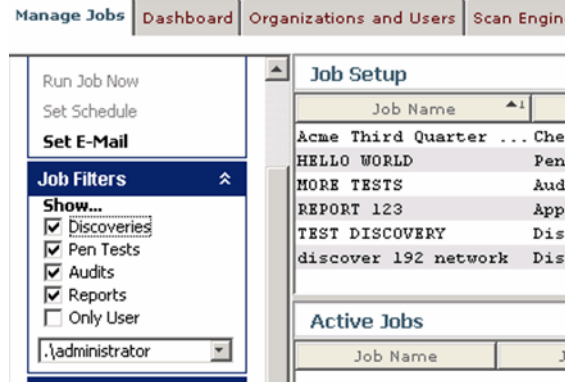 Manage Jobs Dashboard Organizations and Users Scan Engin
Run Job Now
Set Schedule
Set E-Mail
Job Filters
Show...
Discoveries
Pen Tests
Audits
Reports
Only User
.\administrator
Job Setup
Job Name 1
Acme Third Quarter ... Che
HELLO WORLD Pen
MORE TESTS Aud
REPORT 123 App
TEST DISCOVERY Dis
discover 192 network Dis
Active Jobs
Job Name J